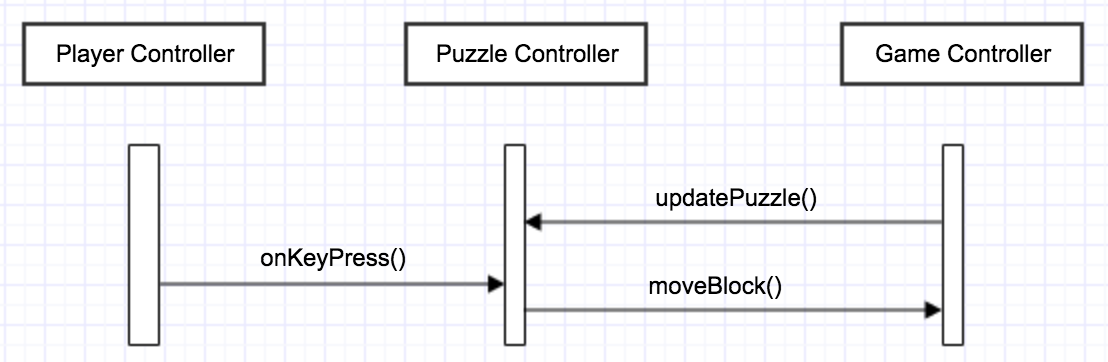 Player Controller
Puzzle Controller
Game Controller
updatePuzzle()
onKeyPress()
moveBlock()